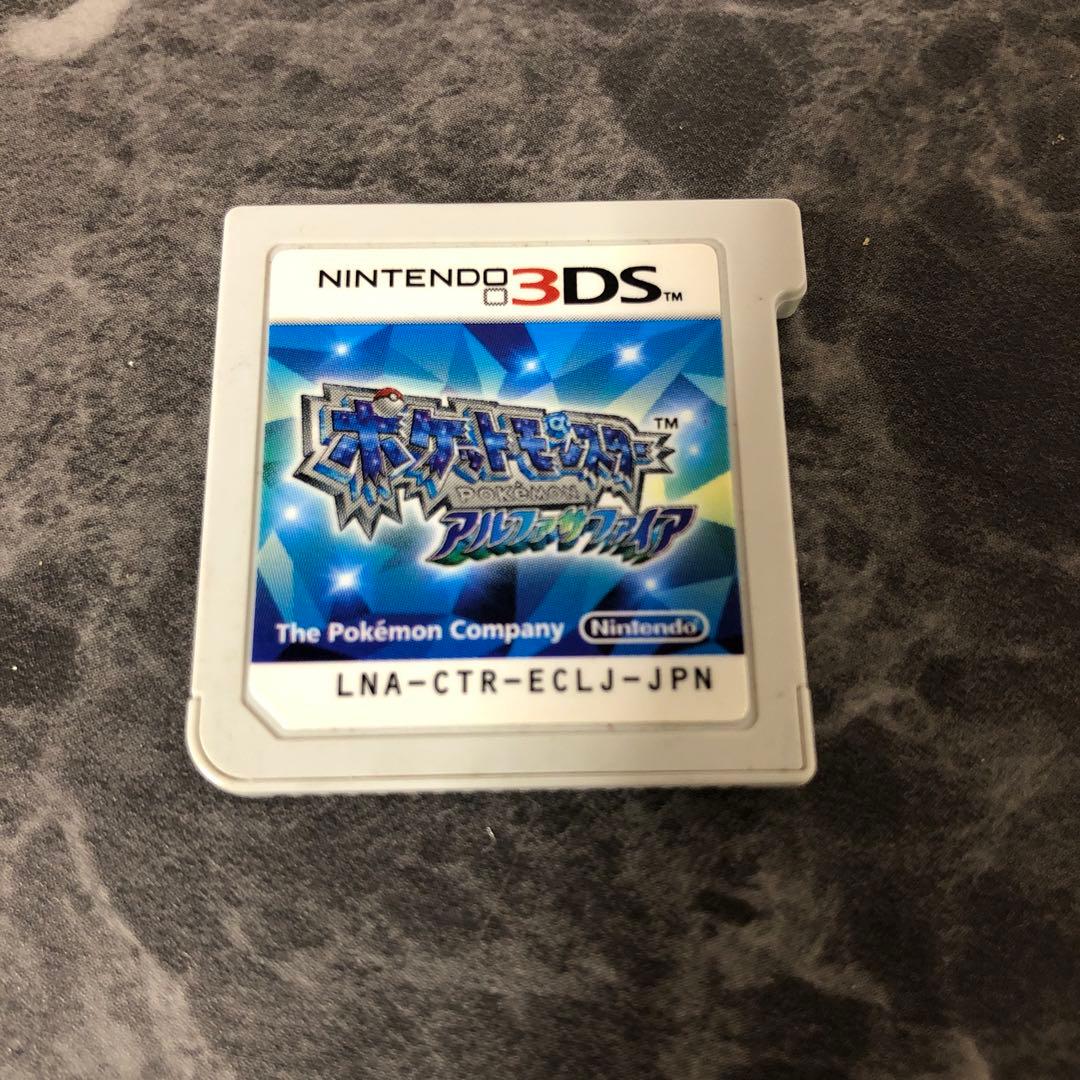 NINTENDO 3DS™
ポケットモンスター™
α
POKéMON
アルファサファイア
The Pokémon Company Nintendo
LNA-CTR-ECLJ-JPN